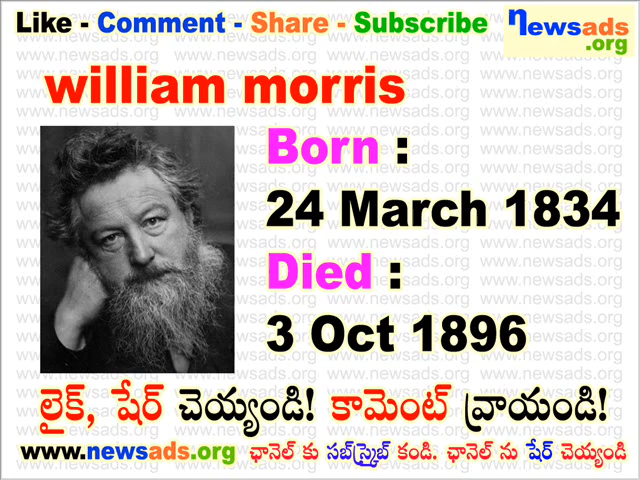 Like - Comment - Share - Subscribe
newsads
.org
william morris
Born :
24 March 1834
Died :
3 Oct 1896
లైక్, షేర్ చెయ్యండి! కామెంట్ వ్రాయండి!
www.newsads.org ఛానెల్ కు సబ్‌స్క్రైబ్ కండి. ఛానెల్ ను షేర్ చెయ్యండి